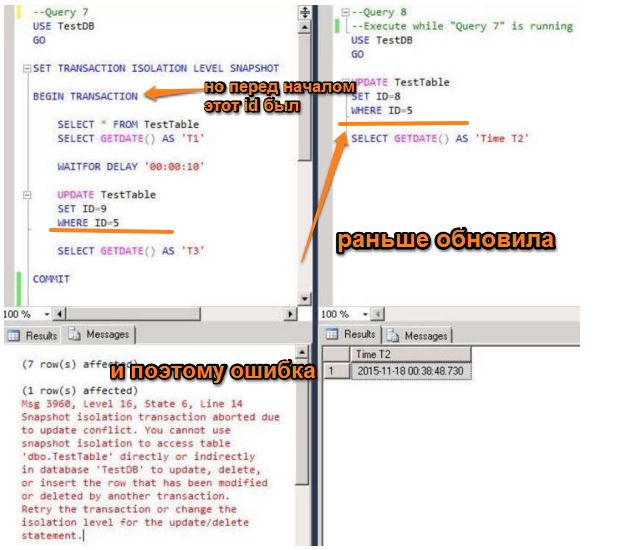 --Query 7
USE TestDB
GO
SET TRANSACTION ISOLATION LEVEL SNAPSHOT
но перед началом
этот id был
BEGIN TRANSACTION
SELECT * FROM TestTable
SELECT GETDATE() AS 'T1'
WAITFOR DELAY '00:00:10'
UPDATE TestTable
SET ID=9
WHERE ID=5
SELECT GETDATE() AS 'T3'
COMMIT
100 %
Results Messages
(7 row(s) affected)
(1 row(s) affected)
Msg 3960, Level 16, State 6, Line 14
Snapshot isolation transaction aborted due
to update conflict. You cannot use
snapshot isolation to access table
'dbo.TestTable' directly or indirectly
in database 'TestDB' to update, delete,
or insert the row that has been modified
or deleted by another transaction.
Retry the transaction or change the
isolation level for the update/delete
statement.
--Query 8
--Execute while "Query 7" is running
USE TestDB
GO
UPDATE TestTable
SET ID=8
WHERE ID=5
SELECT GETDATE() AS 'Time T2'
раньше обновила
100 %
Results Messages
и поэтому ошибка
Time T2
1 2015-11-18 00:38:48.730